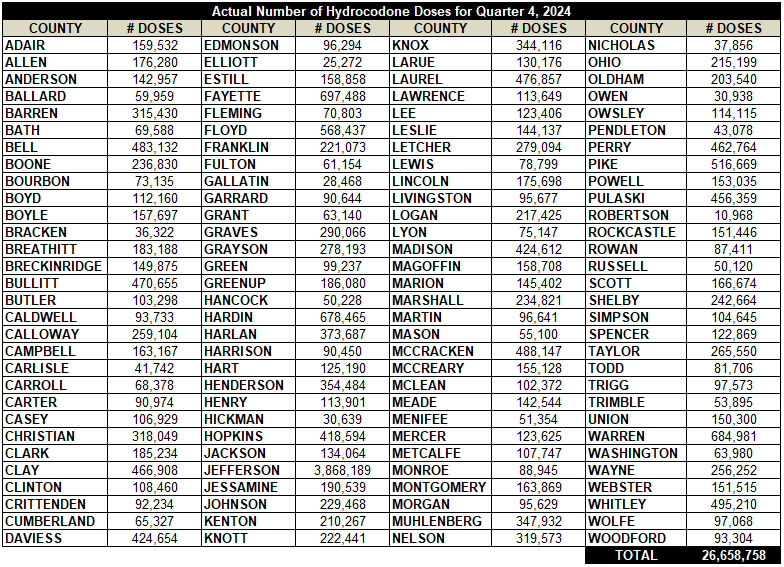 Actual Number of Hydrocodone Doses for Quarter 4, 2024
COUNTY # DOSES COUNTY # DOSES COUNTY # DOSES COUNTY # DOSES
ADAIR 159,532 EDMONSON 96,294 KNOX 344,116 NICHOLAS 37,856
ALLEN 176,280 ELLIOTT 25,272 LARUE 130,176 OHIO 215,199
ANDERSON 142,957 ESTILL 158,858 LAUREL 476,857 OLDHAM 203,540
BALLARD 59,959 FAYETTE 697,488 LAWRENCE 113,649 OWEN 30,938
BARREN 315,430 FLEMING 70,803 LEE 123,406 OWSLEY 114,115
BATH 69,588 FLOYD 568,437 LESLIE 144,137 PENDLETON 43,078
BELL 483,132 FRANKLIN 221,073 LETCHER 279,094 PERRY 462,764
BOONE 236,830 FULTON 61,154 LEWIS 78,799 PIKE 516,669
BOURBON 73,135 GALLATIN 28,468 LINCOLN 175,698 POWELL 153,035
BOYD 112,160 GARRARD 90,644 LIVINGSTON 95,677 PULASKI 456,359
BOYLE 157,697 GRANT 63,140 LOGAN 217,425 ROBERTSON 10,968
BRACKEN 36,322 GRAVES 290,066 LYON 75,147 ROCKCASTLE 151,446
BREATHITT 183,188 GRAYSON 278,193 MADISON 424,612 ROWAN 87,411
BRECKINRIDGE 149,875 GREEN 99,237 MAGOFFIN 158,708 RUSSELL 50,120
BULLITT 470,655 GREENUP 186,080 MARION 145,402 SCOTT 166,674
BUTLER 103,298 HANCOCK 50,228 MARSHALL 234,821 SHELBY 242,664
CALDWELL 93,733 HARDIN 678,465 MARTIN 96,641 SIMPSON 104,645
CALLOWAY 259,104 HARLAN 373,687 MASON 55,100 SPENCER 122,869
CAMPBELL 163,167 HARRISON 90,450 MCCRACKEN 488,147 TAYLOR 265,550
CARLISLE 41,742 HART 125,190 MCCREARY 155,128 TODD 81,706
CARROLL 68,378 HENDERSON 354,484 MCLEAN 102,372 TRIGG 97,573
CARTER 90,974 HENRY 113,901 MEADE 142,544 TRIMBLE 53,895
CASEY 106,929 HICKMAN 30,639 MENIFEE 51,354 UNION 150,300
CHRISTIAN 318,049 HOPKINS 418,594 MERCER 123,625 WARREN 684,981
CLARK 185,234 JACKSON 134,064 METCALFE 107,747 WASHINGTON 63,980
CLAY 466,908 JEFFERSON 3,868,189 MONROE 88,945 WAYNE 256,252
CLINTON 108,460 JESSAMINE 190,539 MONTGOMERY 163,869 WEBSTER 151,515
CRITTENDEN 92,234 JOHNSON 229,468 MORGAN 95,629 WHITLEY 495,210
CUMBERLAND 65,327 KENTON 210,267 MUHLENBERG 347,932 WOLFE 97,068
DAVIESS 424,654 KNOTT 222,441 NELSON 319,573 WOODFORD 93,304
TOTAL 26,658,758